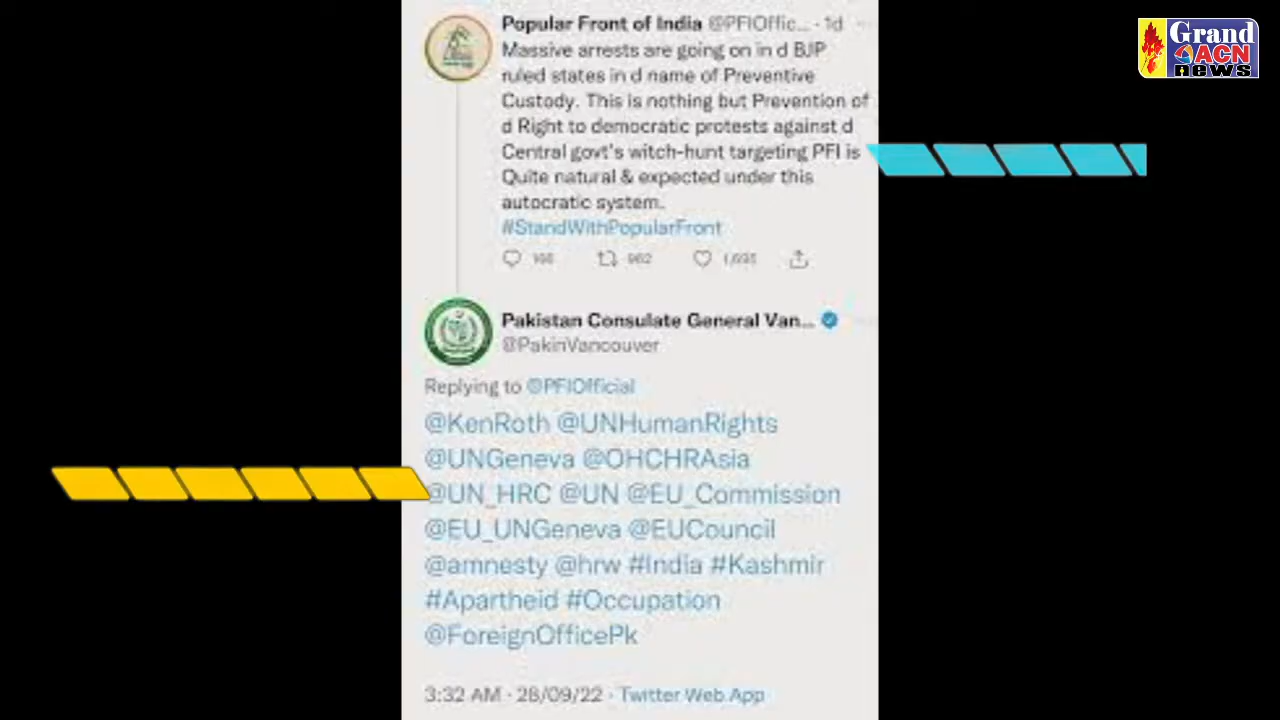 Grand
ACN
news
Popular Front of India @PFIOffic... · 1d
Massive arrests are going on in d BJP
ruled states in d name of Preventive
Custody. This is nothing but Prevention of
d Right to democratic protests against d
Central govt's witch-hunt targeting PFI is
Quite natural & expected under this
autocratic system.
#StandWithPopularFront
962
Pakistan Consulate General Van...
@PakinVancouver
Replying to @PFIOfficial
@KenRoth @UNHumanRights
@UNGeneva @OHCHRAsia
@UN_HRC @UN @EU_Commission
@EU_UNGeneva @EUCouncil
@amnesty @hrw #India #Kashmir
#Apartheid #Occupation
@ForeignOfficePk
3:32 AM · 28/09/22 · Twitter Web App